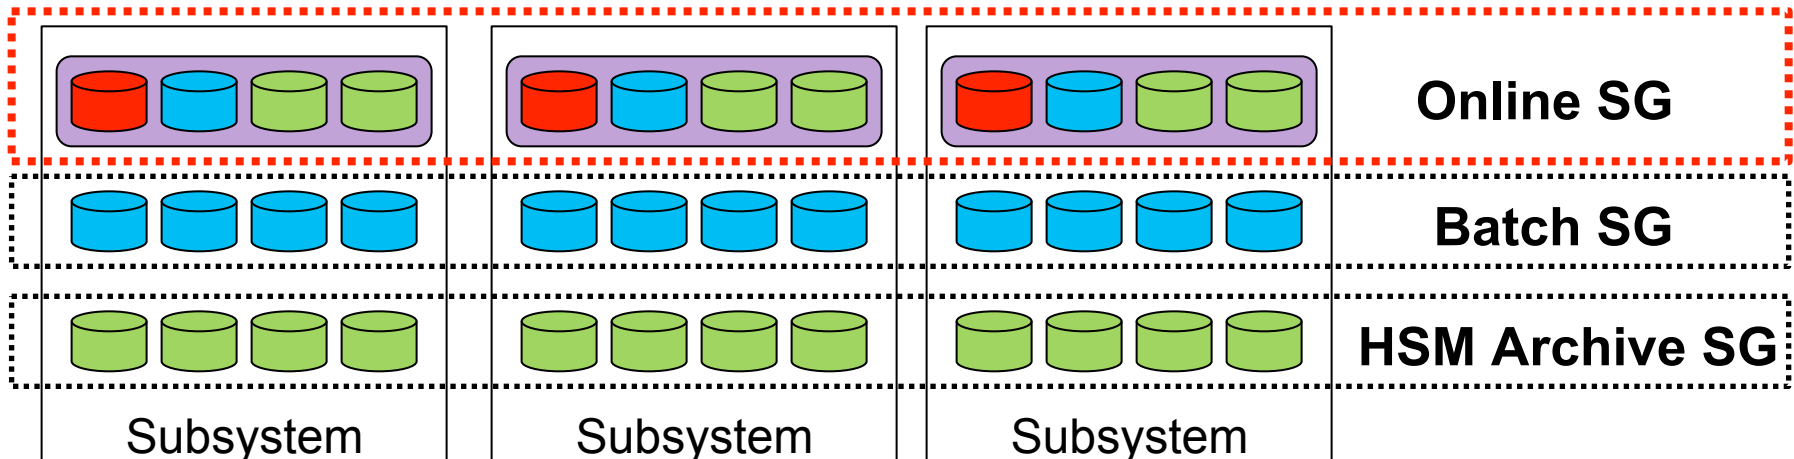 Online SG
Batch SG
HSM Archive SG
Subsystem
Subsystem
Subsystem